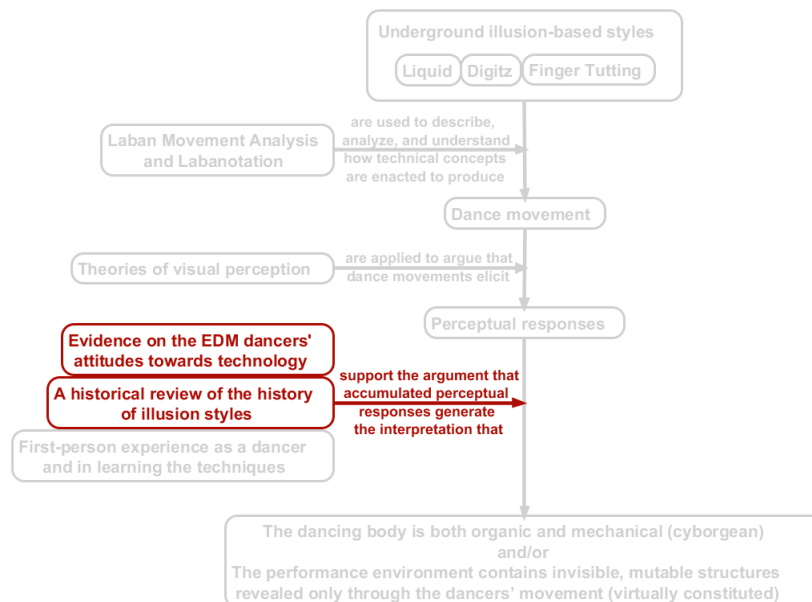 Underground illusion-based styles
Liquid Digitz Finger Tutting
are used to describe,
analyze, and understand
how technical concepts
are enacted to produce
Laban Movement Analysis
and Labanotation
Dance movement
Theories of visual perception
are applied to argue that
dance movements elicit
Perceptual responses
Evidence on the EDM dancers'
attitudes towards technology
A historical review of the history
of illusion styles
support the argument that
accumulated perceptual
responses generate
the interpretation that
First-person experience as a dancer
and in learning the techniques
The dancing body is both organic and mechanical (cyborgean)
and/or
The performance environment contains invisible, mutable structures
revealed only through the dancers’ movement (virtually constituted)